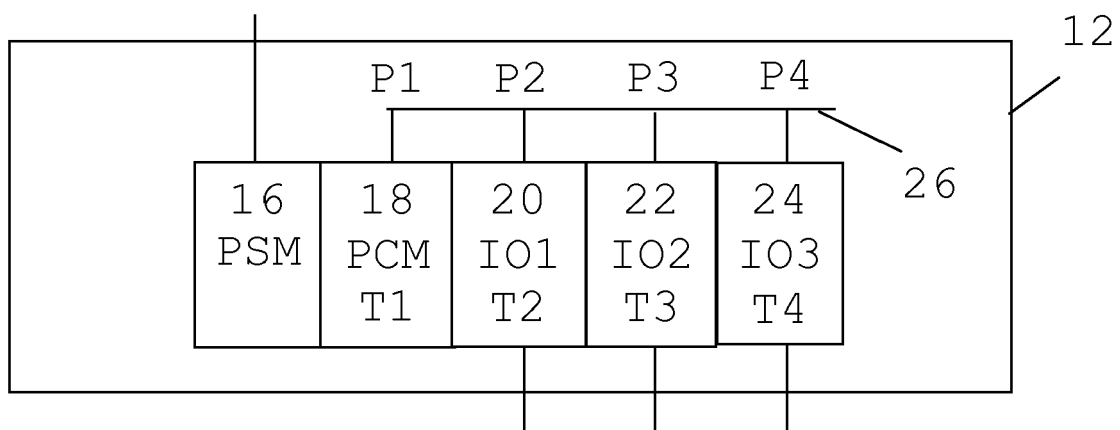 12
P1 P2 P3 P4
26
16 18 20 22 24
PSM PCM IO1 IO2 IO3
T1 T2 T3 T4